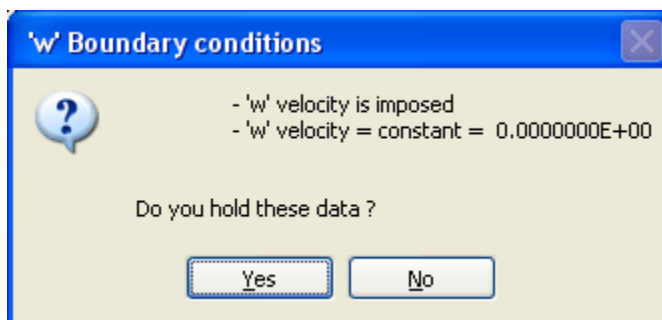 'w' Boundary conditions
- 'w' velocity is imposed
- 'w' velocity = constant = 0.0000000E+00
Do you hold these data ?
Yes No